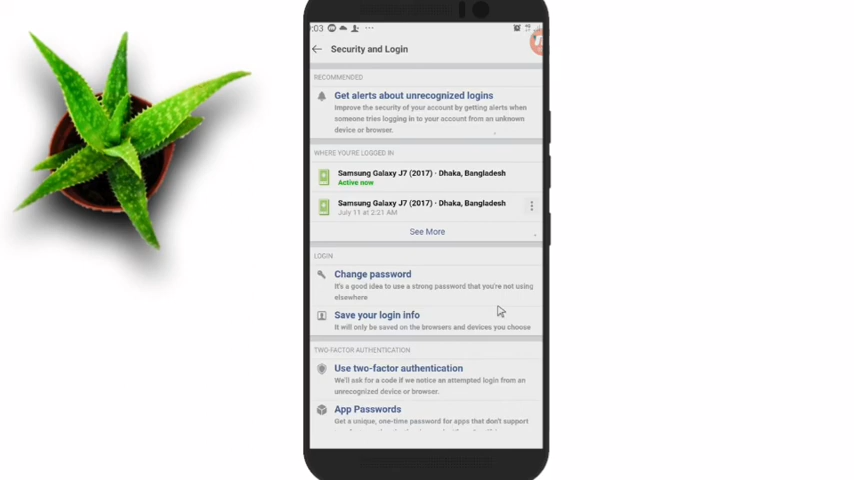 :03
Security and Login
RECOMMENDED
Get alerts about unrecognized logins
Improve the security of your account by getting alerts when
someone tries logging in to your account from an unknown
device or browser.
WHERE YOU'RE LOGGED IN
Samsung Galaxy J7 (2017) · Dhaka, Bangladesh
Active now
Samsung Galaxy J7 (2017) · Dhaka, Bangladesh
July 11 at 2:21 AM
See More
LOGIN
Change password
It's a good idea to use a strong password that you're not using
elsewhere
Save your login info
It will only be saved on the browsers and devices you choose
TWO-FACTOR AUTHENTICATION
Use two-factor authentication
We'll ask for a code if we notice an attempted login from an
unrecognized device or browser.
App Passwords
Get a unique, one-time password for apps that don't support